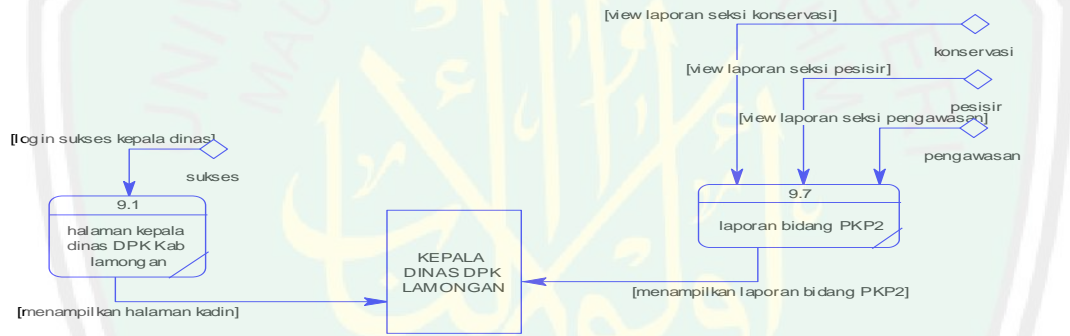 [view laporan seksi konservasi]
konservasi
[view laporan seksi pesisir]
pesisir
[view laporan seksi pengawasan]
pengawasan
[login sukses kepala dinas]
sukses
9.1
halaman kepala
dinas DPK Kab
lamongan
9.7
laporan bidang PKP2
KEPALA
DINAS DPK
LAMONGAN
[menampilkan laporan bidang PKP2]
[menampilkan halaman kadin]